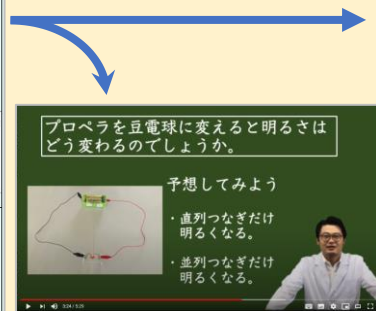 プロペラを豆電球に変えると明るさは
どう変わるのでしょうか。
予想してみよう
・直列つなぎだけ
明るくなる。
・並列つなぎだけ
明るくなる。